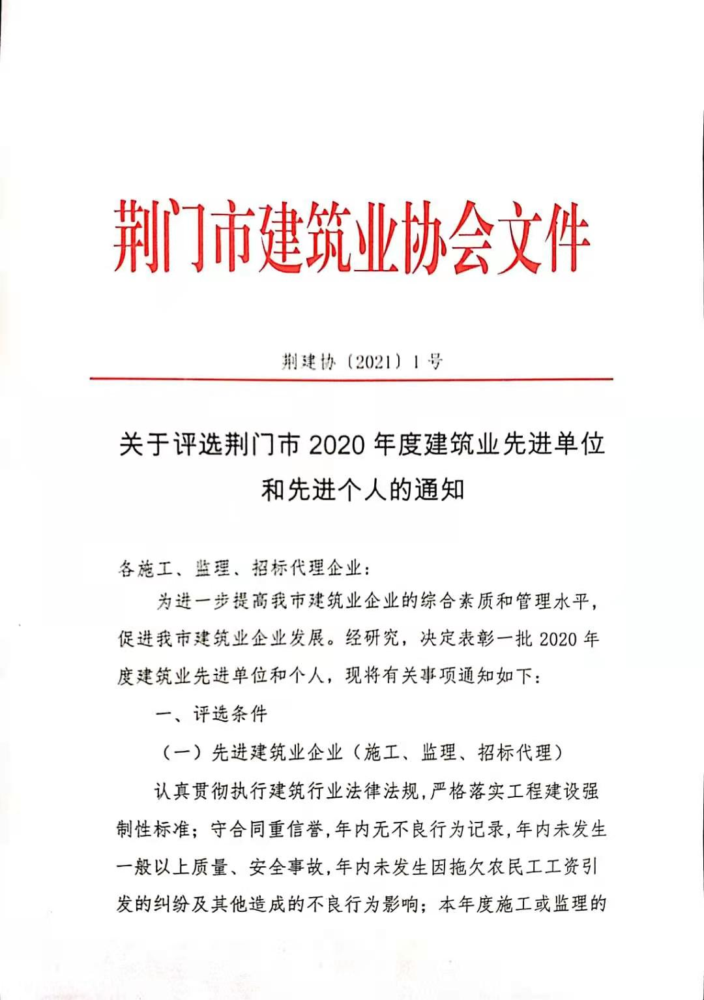 荆门市建筑业协会文件
荆建协〔2021〕1号
关于评选荆门市2020年度建筑业先进单位
和先进个人的通知
各施工、监理、招标代理企业：
为进一步提高我市建筑业企业的综合素质和管理水平，
促进我市建筑业企业发展。经研究，决定表彰一批2020年
度建筑业先进单位和个人，现将有关事项通知如下：
一、评选条件
（一）先进建筑业企业（施工、监理、招标代理）
认真贯彻执行建筑行业法律法规,严格落实工程建设强
制性标准；守合同重信誉,年内无不良行为记录,年内未发生
一般以上质量、安全事故,年内未发生因拖欠农民工工资引
发的纠纷及其他造成的不良行为影响；本年度施工或监理的